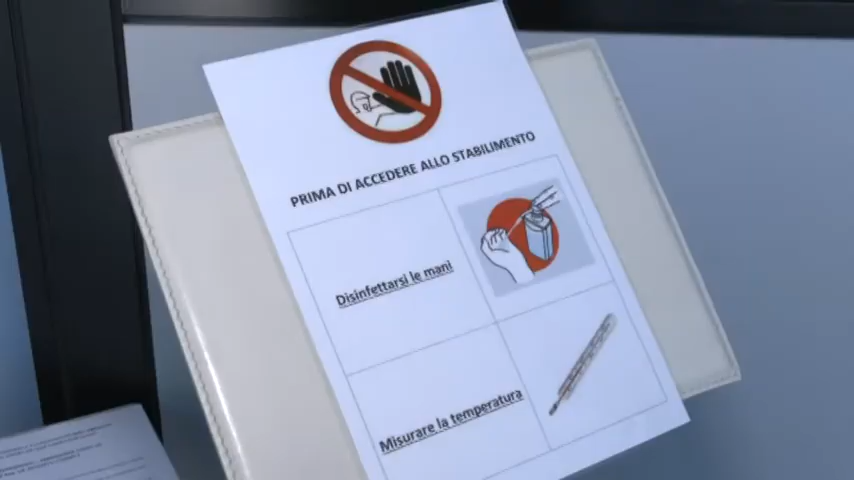 PRIMA DI ACCEDERE ALLO STABILIMENTO
Disinfettarsi le mani
Misurare la temperatura